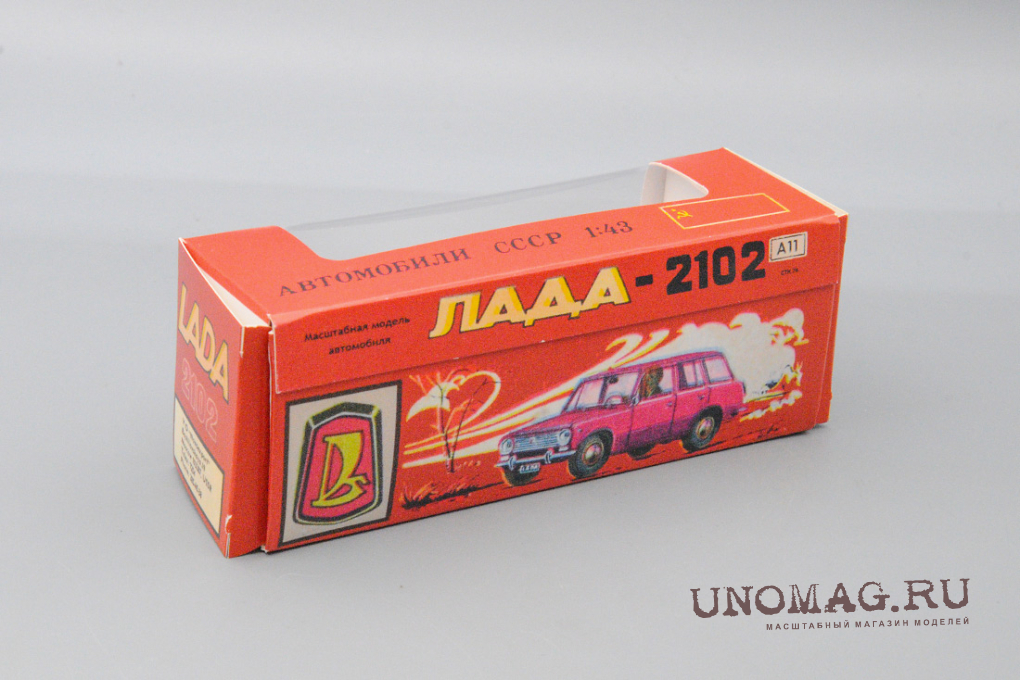 АВТОМОБИЛИ СССР 1:43
Масштабная модель
автомобиля
ЛАДА-2102
А11
LADA
2102
UNOMAG.RU
МАСШТАБНЫЙ МАГАЗИН МОДЕЛЕЙ